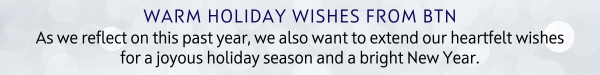 WARM HOLIDAY WISHES FROM BTN
As we reflect on this past year, we also want to extend our heartfelt wishes
for a joyous holiday season and a bright New Year.